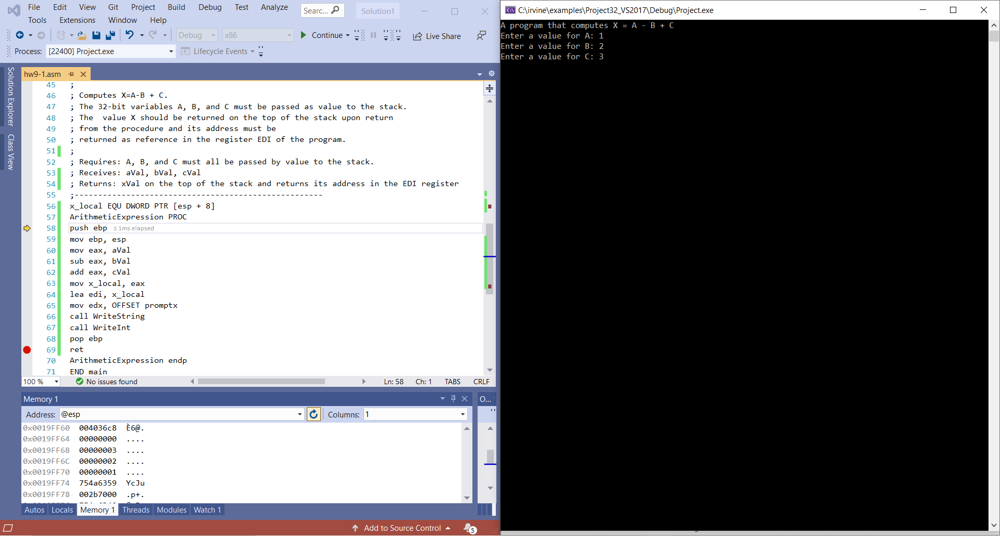 File Edit View Git Project Build Debug Test Analyze Searc... Solution1
Tools Extensions Window Help
Debug x86 Continue Live Share
Process: [22400] Project.exe Lifecycle Events
Solution Explorer
Class View
hw9-1.asm
45 ;
46 ; Computes X=A-B + C.
47 ; The 32-bit variables A, B, and C must be passed as value to the stack.
48 ; The  value X should be returned on the top of the stack upon return
49 ; from the procedure and its address must be
50 ; returned as reference in the register EDI of the program.
51 ;
52 ; Requires: A, B, and C must all be passed by value to the stack.
53 ; Receives: aVal, bVal, cVal
54 ; Returns: xVal on the top of the stack and returns its address in the EDI register
55 ;-----------------------------------------------------
56 x_local EQU DWORD PTR [esp + 8]
57 ArithmeticExpression PROC
58 push ebp ≤ 1ms elapsed
59 mov ebp, esp
60 mov eax, aVal
61 sub eax, bVal
62 add eax, cVal
63 mov x_local, eax
64 lea edi, x_local
65 mov edx, OFFSET promptx
66 call WriteString
67 call WriteInt
68 pop ebp
69 ret
70 ArithmeticExpression endp
71 END main
100 % No issues found Ln: 58 Ch: 1 TABS CRLF
Memory 1 O...
Address: @esp Columns: 1
0x0019FF60 004036c8 È6@.
0x0019FF64 00000000 ....
0x0019FF68 00000003 ....
0x0019FF6C 00000002 ....
0x0019FF70 00000001 ....
0x0019FF74 754a6359 YcJu
0x0019FF78 002b7000 .p+.
Autos Locals Memory 1 Threads Modules Watch 1
Add to Source Control 5
C:\irvine\examples\Project32_VS2017\Debug\Project.exe
A program that computes X = A - B + C
Enter a value for A: 1
Enter a value for B: 2
Enter a value for C: 3